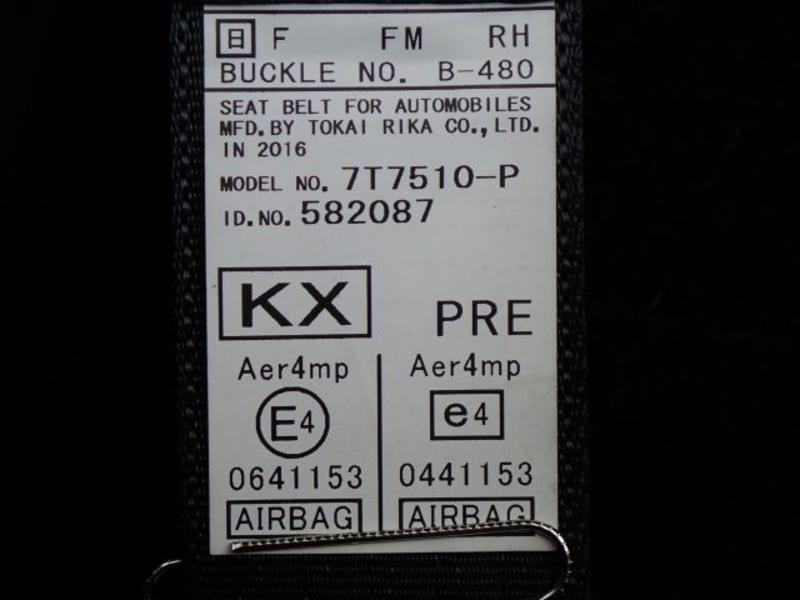 日 F FM RH
BUCKLE NO. B-480
SEAT BELT FOR AUTOMOBILES
MFD. BY TOKAI RIKA CO., LTD.
IN 2016
MODEL NO. 7T7510-P
ID. NO. 582087
KX PRE
Aer4mp Aer4mp
E4 e4
0641153 0441153
AIRBAG AIRBAG